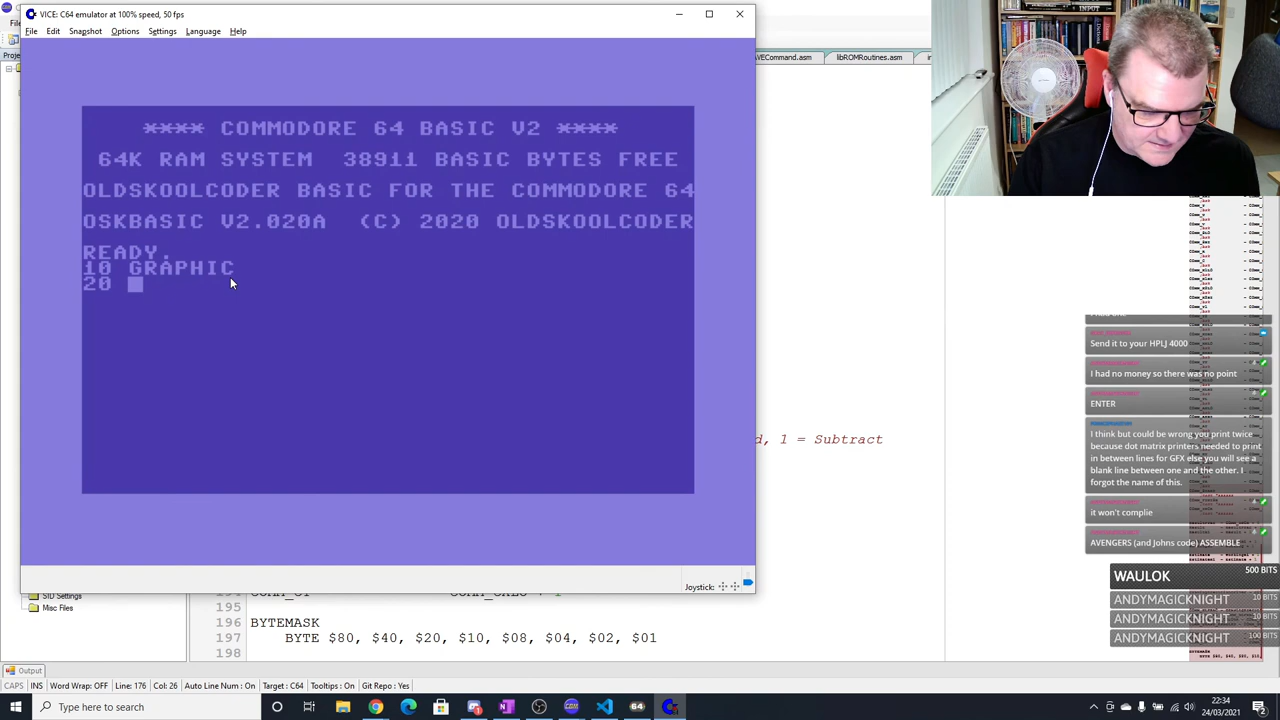 VICE: C64 emulator at 100% speed, 50 fps
File Edit Snapshot Options Settings Language Help
**** COMMODORE 64 BASIC V2 ****
64K RAM SYSTEM 38911 BASIC BYTES FREE
OLDSKOOLCODER BASIC FOR THE COMMODORE 64
OSKBASIC V2.020A (C) 2020 OLDSKOOLCODER
READY.
10 GRAPHIC
20
Joystick:
VECommand.asm libROMRoutines.asm
d, 1 = Subtract
Send it to your HPLJ 4000
I had no money so there was no point
ENTER
I think but could be wrong you print twice
because dot matrix printers needed to print
in between lines for GFX else you will see a
blank line between one and the other. I
forgot the name of this.
it won't complie
AVENGERS (and Johns code) ASSEMBLE
WAULOK 500 BITS
ANDYMAGICKNIGHT 10 BITS
ANDYMAGICKNIGHT 10 BITS
ANDYMAGICKNIGHT 100 BITS
SID Settings
Misc Files
195
196 BYTEMASK
197 BYTE $80, $40, $20, $10, $08, $04, $02, $01
198
Output
CAPS INS Word Wrap: OFF Line: 176 Col: 26 Auto Line Num : On Target : C64 Tooltips : On Git Repo : Yes
Type here to search
22:34
24/03/2021